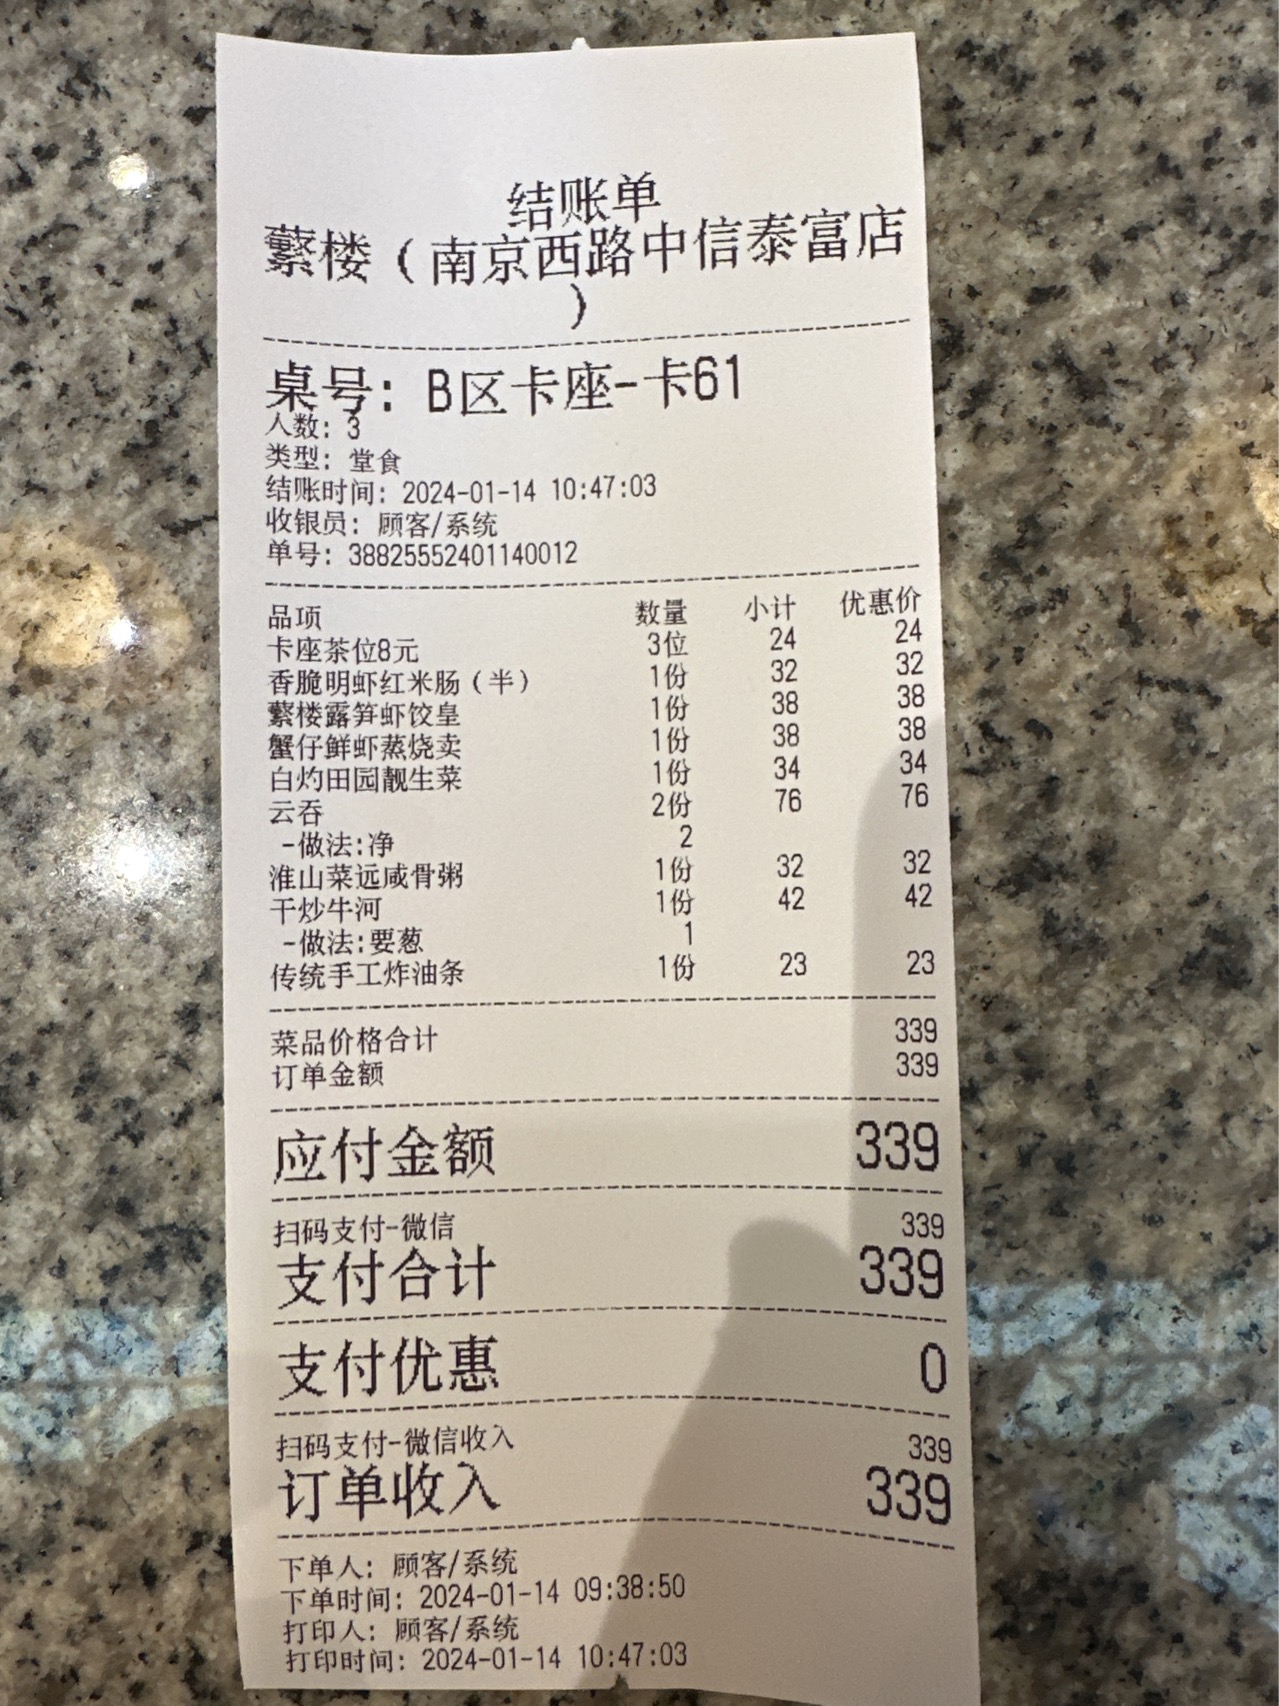 结账单
蘩楼（南京西路中信泰富店
）
桌号: B区卡座-卡61
人数: 3
类型: 堂食
结账时间: 2024-01-14 10:47:03
收银员: 顾客/系统
单号: 38825552401140012
品项 数量 小计 优惠价
卡座茶位8元 3位 24 24
香脆明虾红米肠（半） 1份 32 32
蘩楼露笋虾饺皇 1份 38 38
蟹仔鲜虾蒸烧卖 1份 38 38
白灼田园靓生菜 1份 34 34
云吞 2份 76 76
-做法:净 2
淮山菜远咸骨粥 1份 32 32
干炒牛河 1份 42 42
-做法:要葱 1
传统手工炸油条 1份 23 23
菜品价格合计 339
订单金额 339
应付金额 339
扫码支付-微信 339
支付合计 339
支付优惠 0
扫码支付-微信收入 339
订单收入 339
下单人: 顾客/系统
下单时间: 2024-01-14 09:38:50
打印人: 顾客/系统
打印时间: 2024-01-14 10:47:03